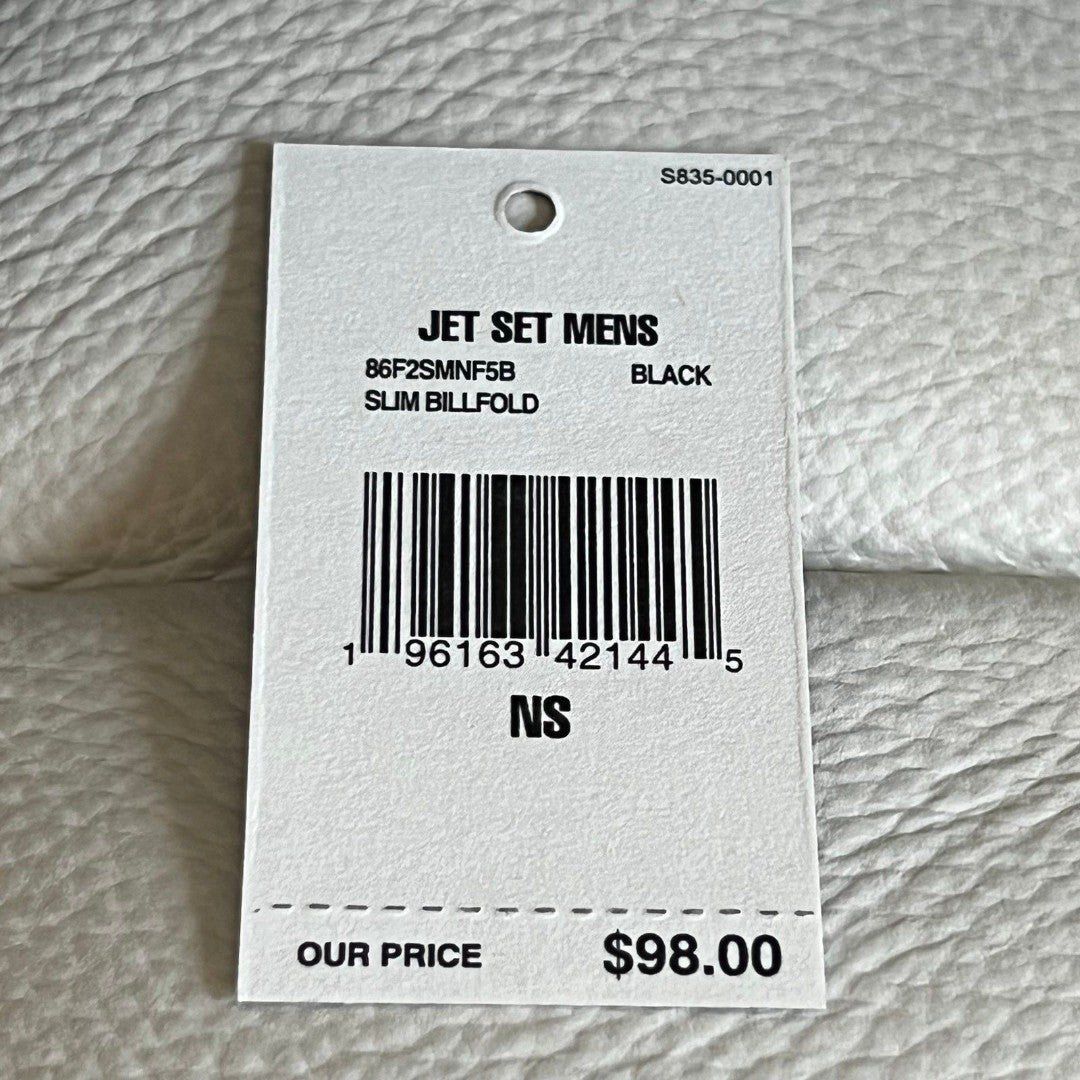 S835-0001
JET SET MENS
86F2SMNF5B BLACK
SLIM BILLFOLD
1 96163 42144 5
NS
OUR PRICE $98.00